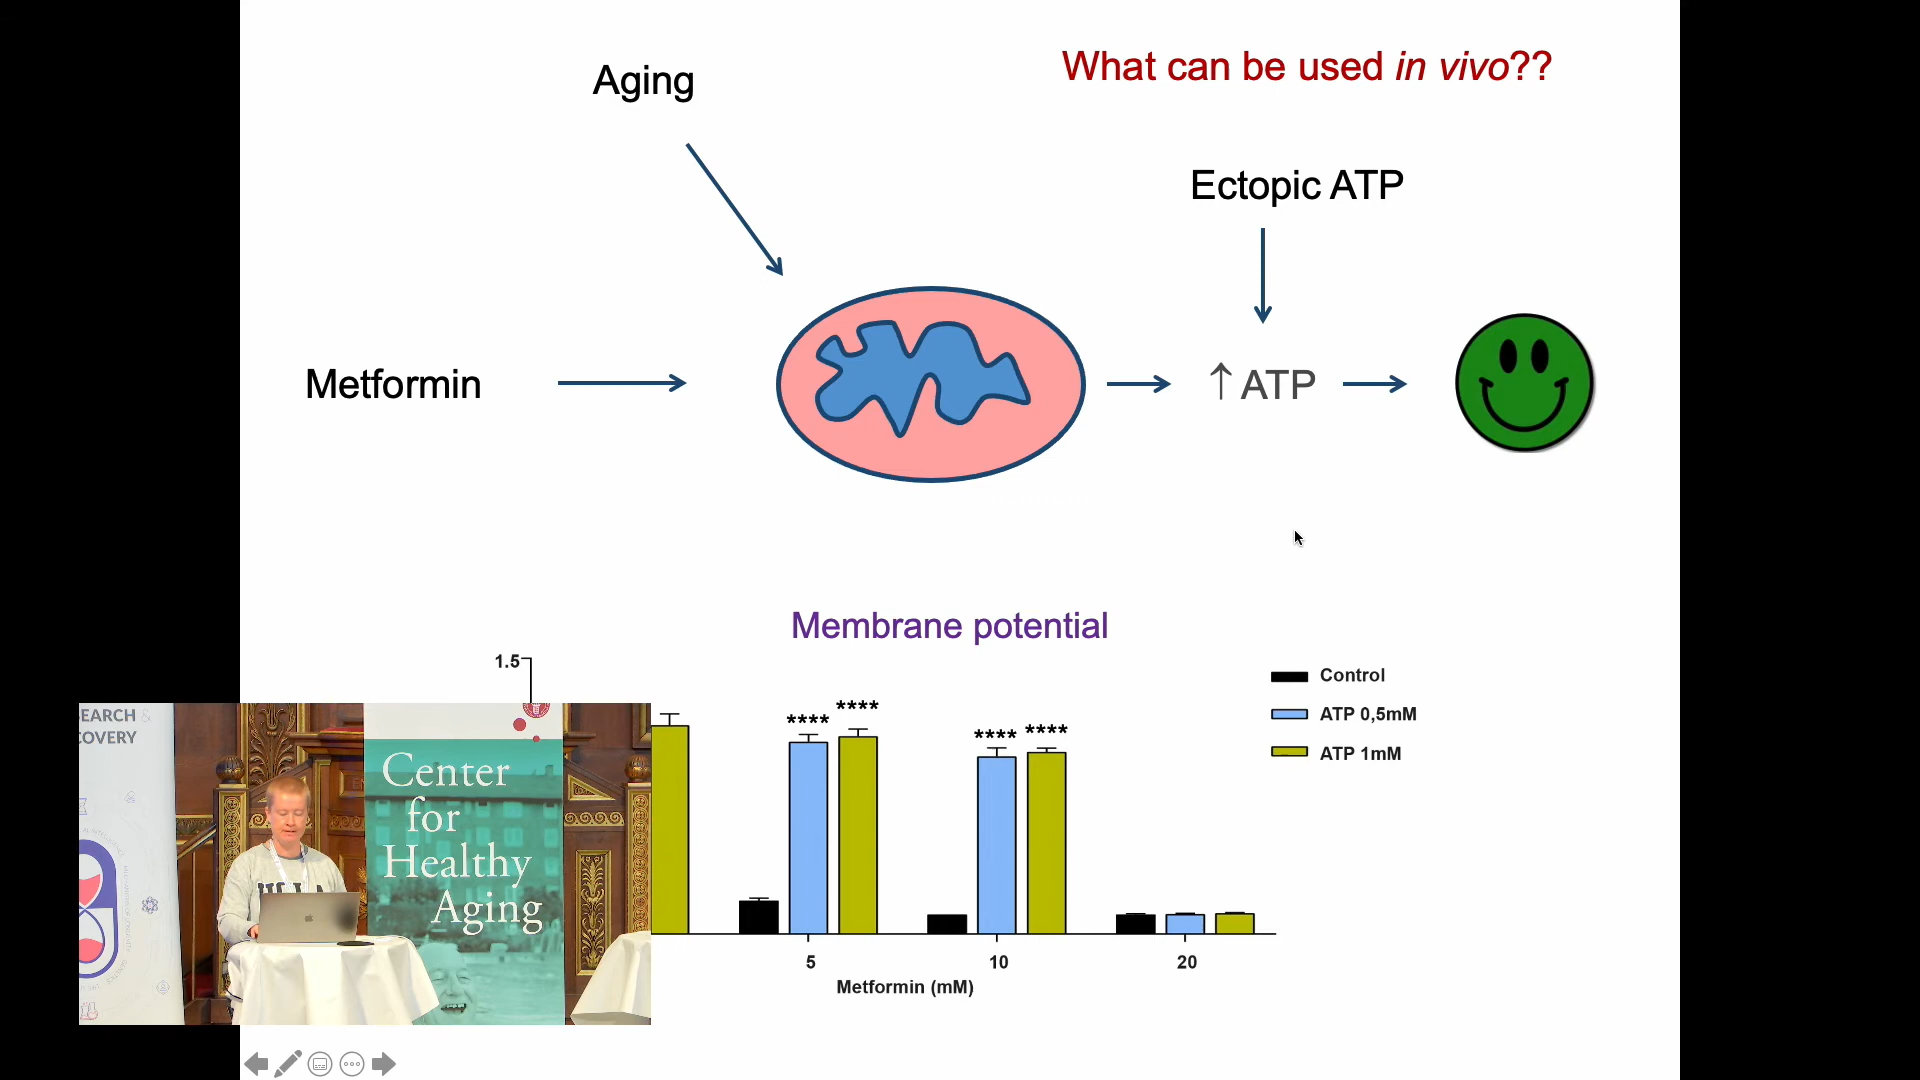 What can be used in vivo??
Aging
Ectopic ATP
Metformin
↑ATP
Membrane potential
1.5
Control
ATP 0,5mM
ATP 1mM
**** ****
**** ****
5 10 20
Metformin (mM)
EARCH &
COVERY
Center
for
Healthy
Aging